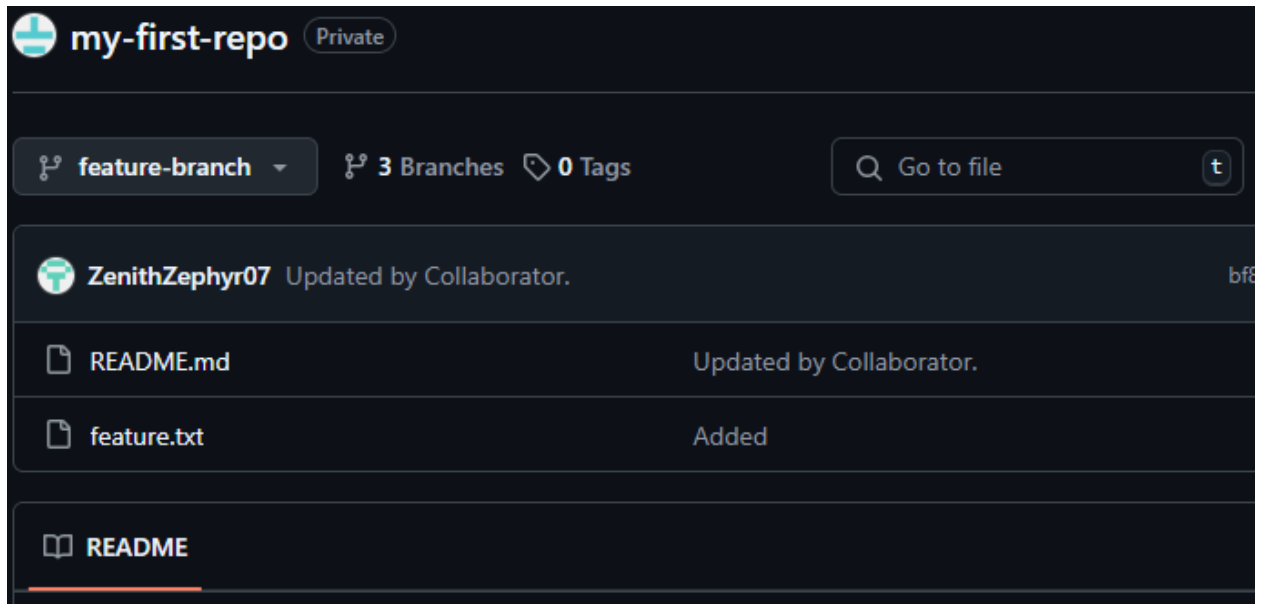 my-first-repo Private
feature-branch 3 Branches 0 Tags Go to file t
ZenithZephyr07 Updated by Collaborator. bf8
README.md Updated by Collaborator.
feature.txt Added
README